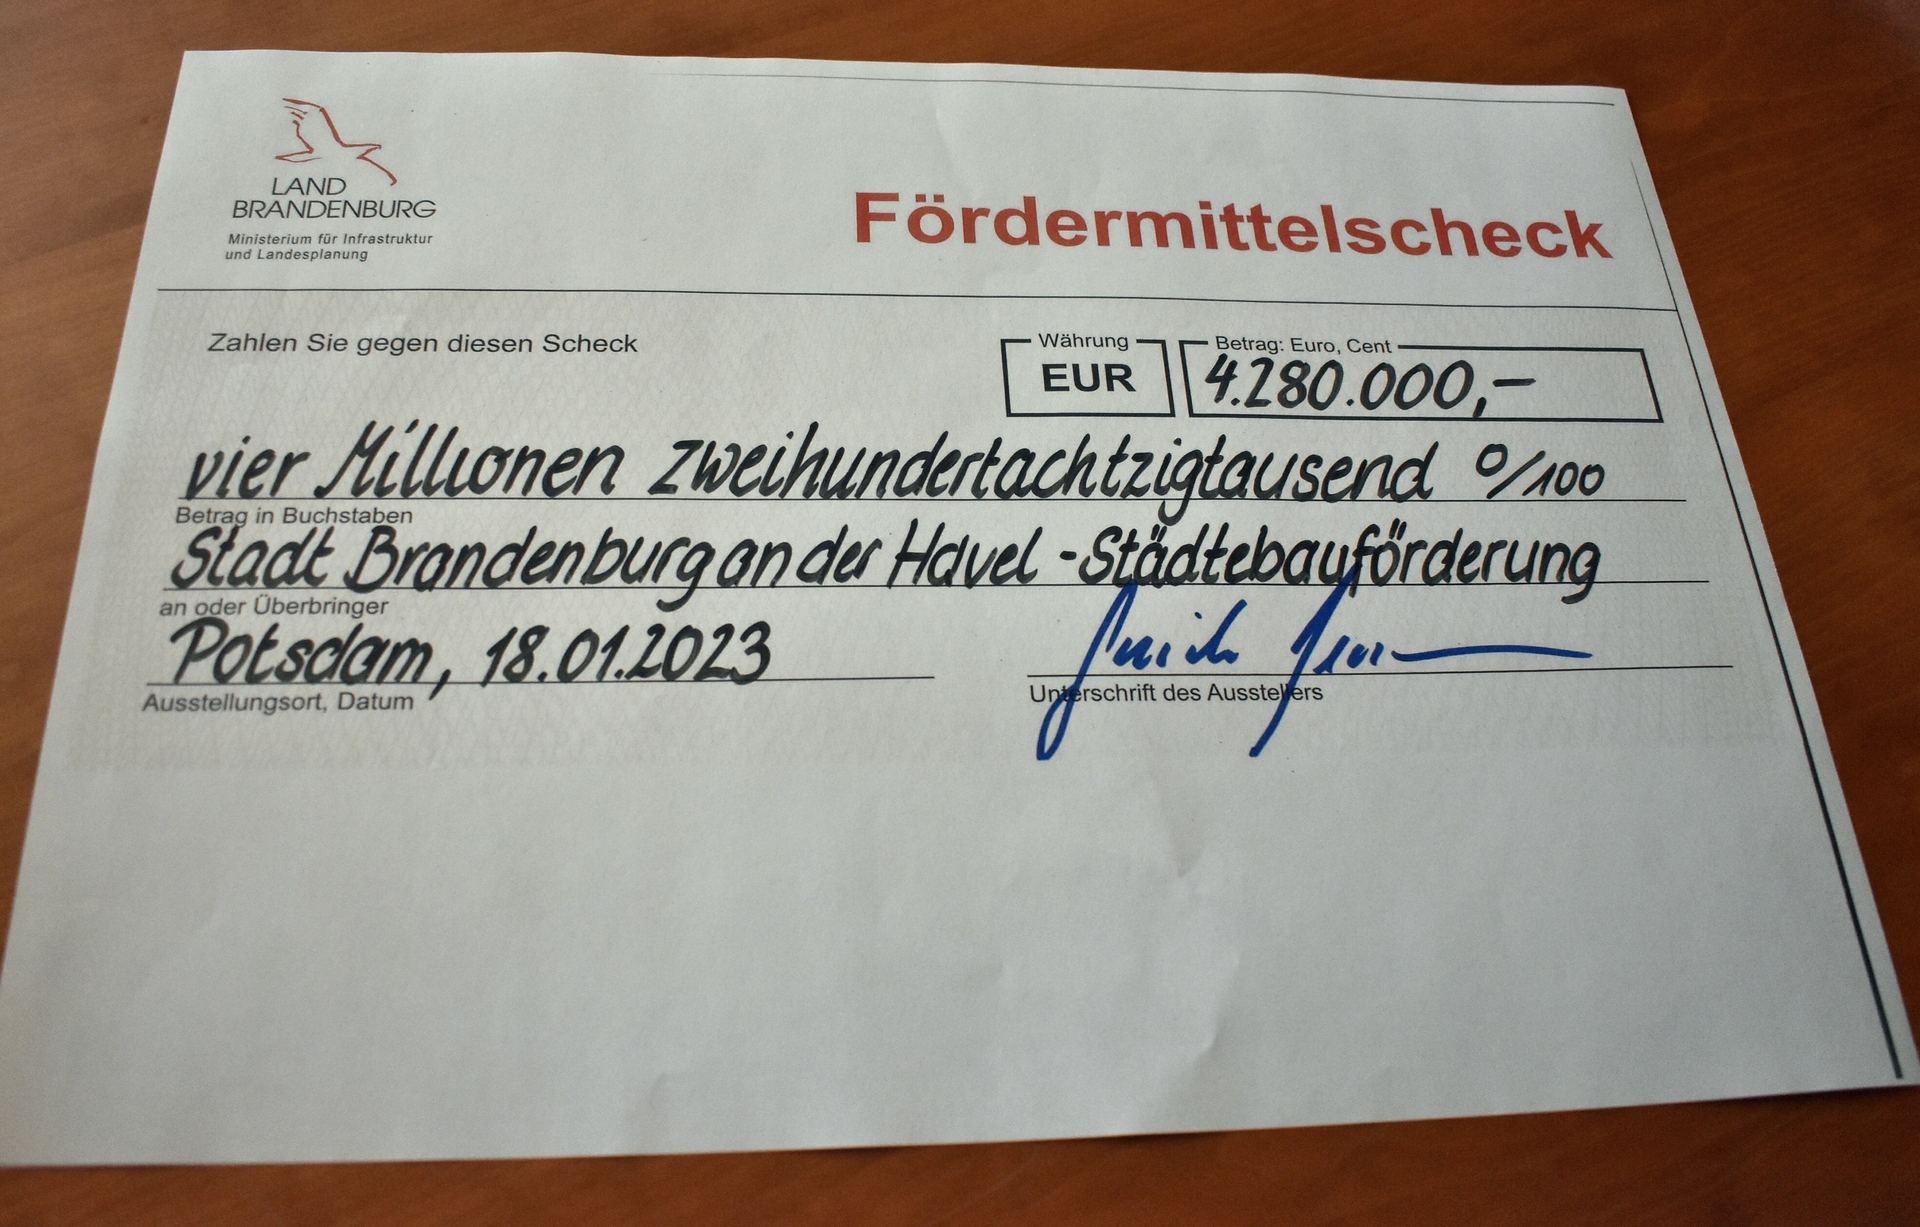 LAND
BRANDENBURG
Ministerium für Infrastruktur
und Landesplanung
Fördermittelscheck
Zahlen Sie gegen diesen Scheck
Währung
EUR
Betrag: Euro, Cent
4.280.000,–
vier Millionen zweihundertachtzigtausend 0/100
Betrag in Buchstaben
Stadt Brandenburg an der Havel - Städtebauförderung
an oder Überbringer
Potsdam, 18.01.2023
Ausstellungsort, Datum
Unterschrift des Ausstellers